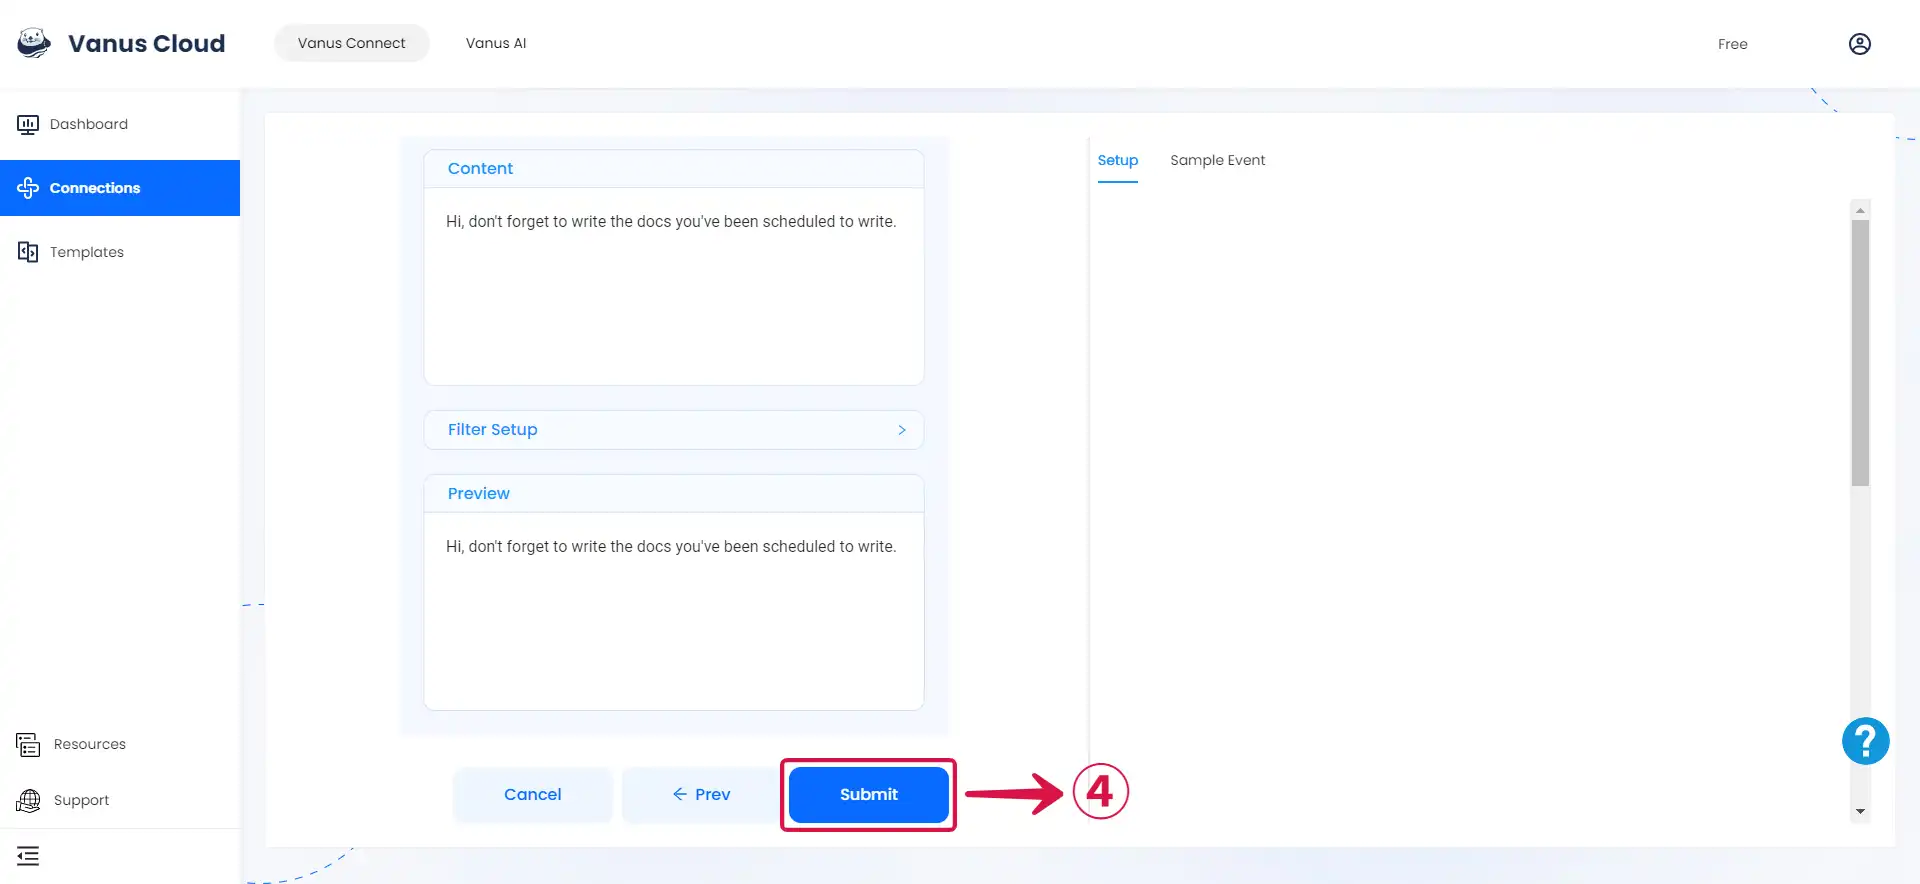 Vanus Cloud
Vanus Connect
Vanus AI
Free
Dashboard
Connections
Templates
Resources
Support
Content
Hi, don't forget to write the docs you've been scheduled to write.
Filter Setup
Preview
Hi, don't forget to write the docs you've been scheduled to write.
Cancel
← Prev
Submit
4
Setup
Sample Event
?